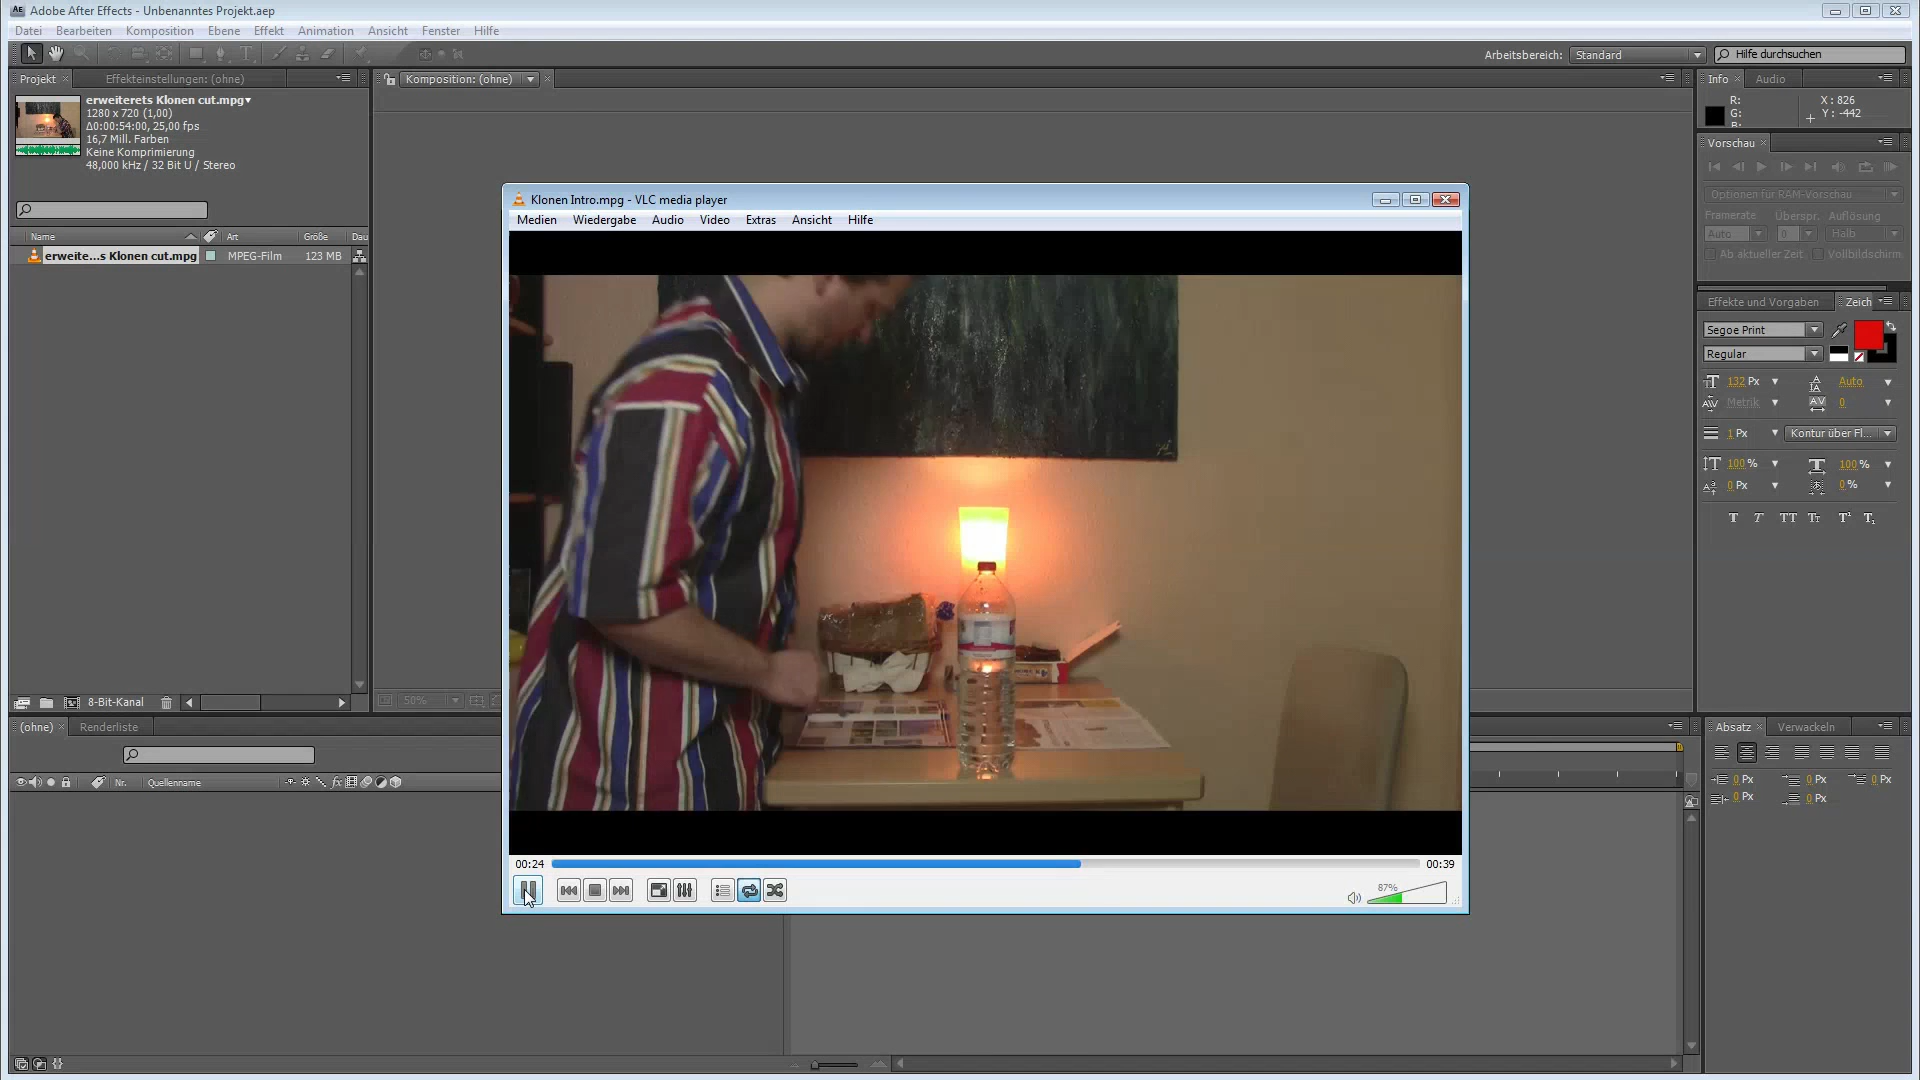 Adobe After Effects - Unbenanntes Projekt.aep
Datei Bearbeiten Komposition Ebene Effekt Animation Ansicht Fenster Hilfe
Arbeitsbereich: Standard Hilfe durchsuchen
Projekt Effekteinstellungen: (ohne) Komposition: (ohne) Info Audio
erweiterets Klonen cut.mpg
1280 x 720 (1,00)
Δ0:00:54:00, 25,00 fps
16,7 Mill. Farben
Keine Komprimierung
48,000 kHz / 32 Bit U / Stereo
R:
G:
B:
X : 826
Y : -442
Vorschau
Optionen für RAM-Vorschau
Framerate Überspr. Auflösung
Auto 0 Halb
Ab aktueller Zeit Vollbildschirm
Name Art Größe Dau
erweite...s Klonen cut.mpg MPEG-Film 123 MB
Klonen Intro.mpg - VLC media player
Medien Wiedergabe Audio Video Extras Ansicht Hilfe
00:24 00:39
87%
Effekte und Vorgaben Zeich
Segoe Print
Regular
132 Px Auto
Metrik 0
1 Px Kontur über Fl...
100 % 100 %
0 Px 0 %
8-Bit-Kanal 50%
(ohne) Renderliste
Nr. Quellenname
Absatz Verwackeln
0 Px 0 Px 0 Px
0 Px 0 Px